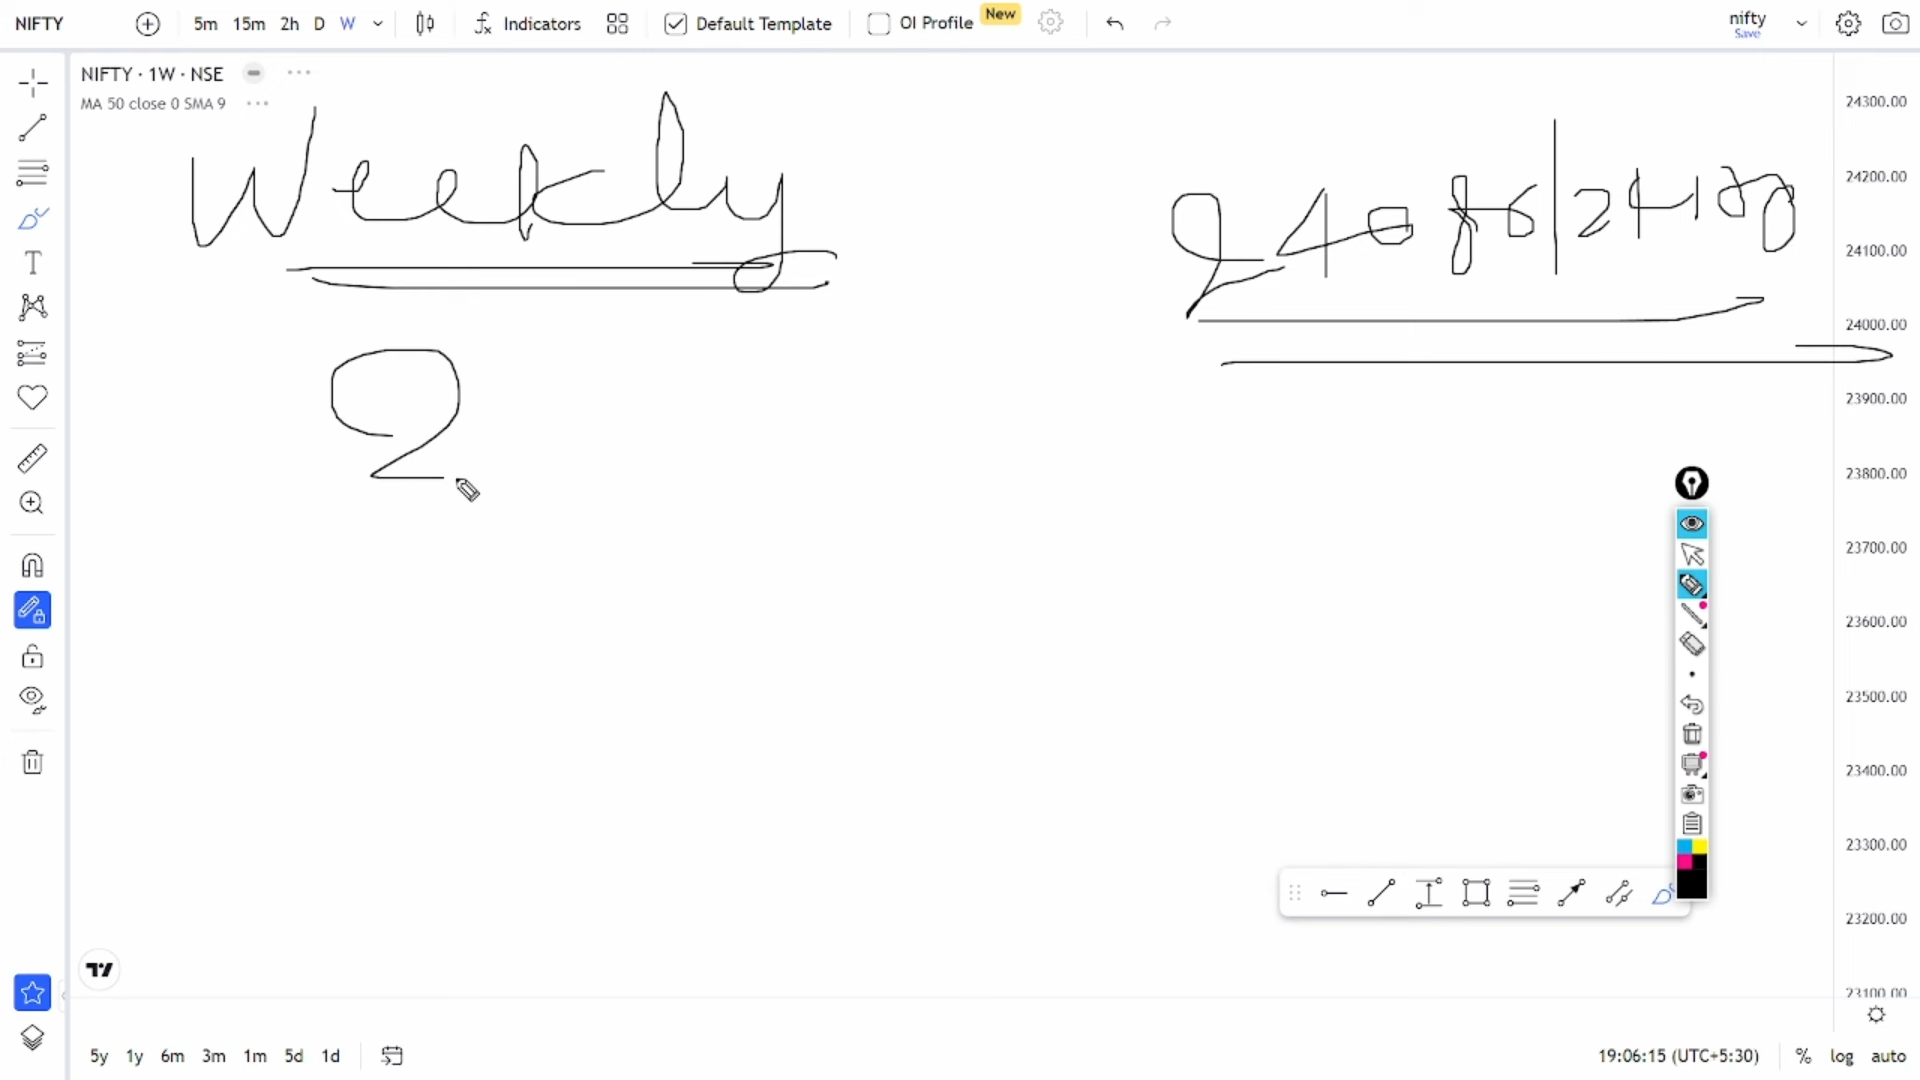 NIFTY 5m 15m 2h D W Indicators Default Template OI Profile New nifty
Save
NIFTY · 1W · NSE
MA 50 close 0 SMA 9
Weekly
2
24300.00
24200.00
24100.00
24000.00
23900.00
23800.00
23700.00
23600.00
23500.00
23400.00
23300.00
23200.00
23100.00
5y 1y 6m 3m 1m 5d 1d 19:06:15 (UTC+5:30) % log auto